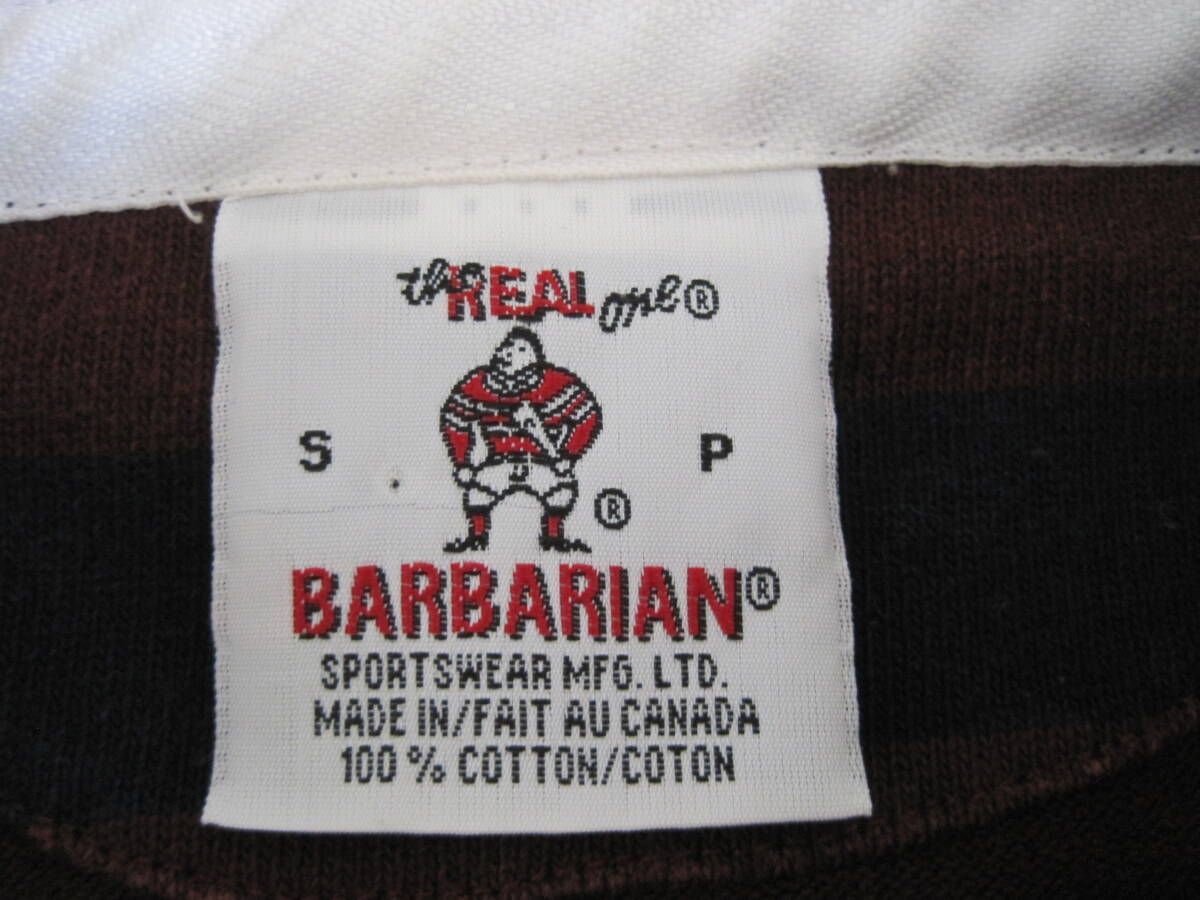 the REAL one®
S P
®
BARBARIAN®
SPORTSWEAR MFG. LTD.
MADE IN/FAIT AU CANADA
100 % COTTON/COTON